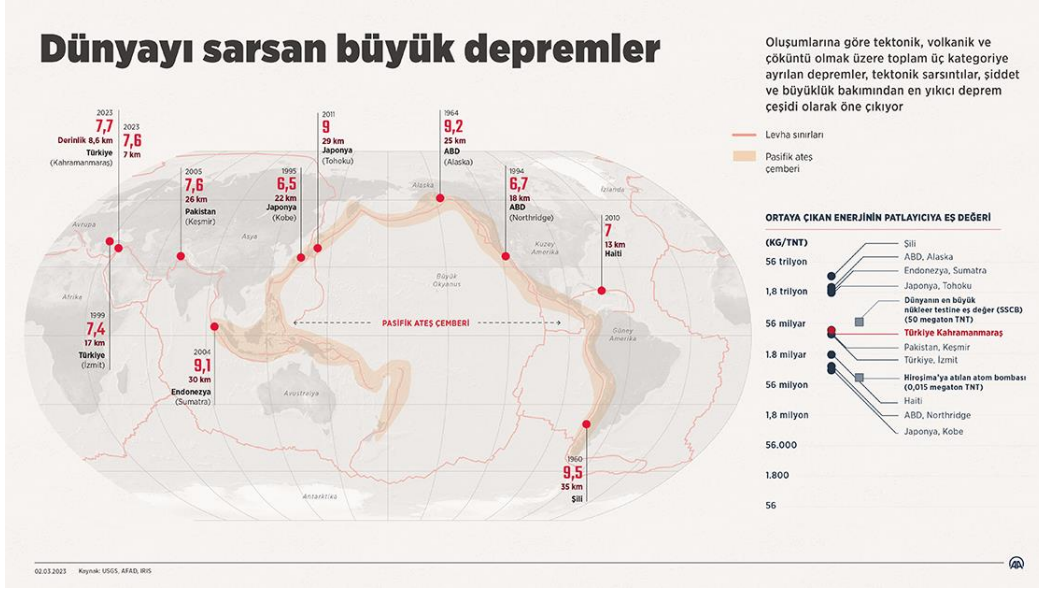 Dünyayı sarsan büyük depremler
Oluşumlarına göre tektonik, volkanik ve
çöküntü olmak üzere toplam üç kategoriye
ayrılan depremler, tektonik sarsıntılar, şiddet
ve büyüklük bakımından en yıkıcı deprem
çeşidi olarak öne çıkıyor
Levha sınırları
Pasifik ateş
çemberi
2023
7,7
Derinlik 8,6 km
Türkiye
(Kahramanmaraş)
2023
7,6
7 km
2005
7,6
26 km
Pakistan
(Keşmir)
1995
6,5
22 km
Japonya
(Kobe)
2011
9
29 km
Japonya
(Tohoku)
1964
9,2
25 km
ABD
(Alaska)
1994
6,7
18 km
ABD
(Northridge)
2010
7
13 km
Haiti
1999
7,4
17 km
Türkiye
(İzmit)
2004
9,1
30 km
Endonezya
(Sumatra)
1960
9,5
35 km
Şili
Avrupa
Asya
Afrika
Alaska
İzlanda
Kuzey
Amerika
Büyük
Okyanus
PASİFİK ATEŞ ÇEMBERİ
Güney
Amerika
Avustralya
Antarktika
ORTAYA ÇIKAN ENERJİNİN PATLAYICIYA EŞ DEĞERİ
(KG/TNT)
56 trilyon
1,8 trilyon
56 milyar
1.8 milyar
56 milyon
1,8 milyon
56.000
1.800
56
Şili
ABD, Alaska
Endonezya, Sumatra
Japonya, Tohoku
Dünyanın en büyük
nükleer testine eş değer (SSCB)
(50 megaton TNT)
Türkiye Kahramanmaraş
Pakistan, Keşmir
Türkiye, İzmit
Hiroşima'ya atılan atom bombası
(0,015 megaton TNT)
Haiti
ABD, Northridge
Japonya, Kobe
02.03.2023 Kaynak: USGS, AFAD, IRIS
AA